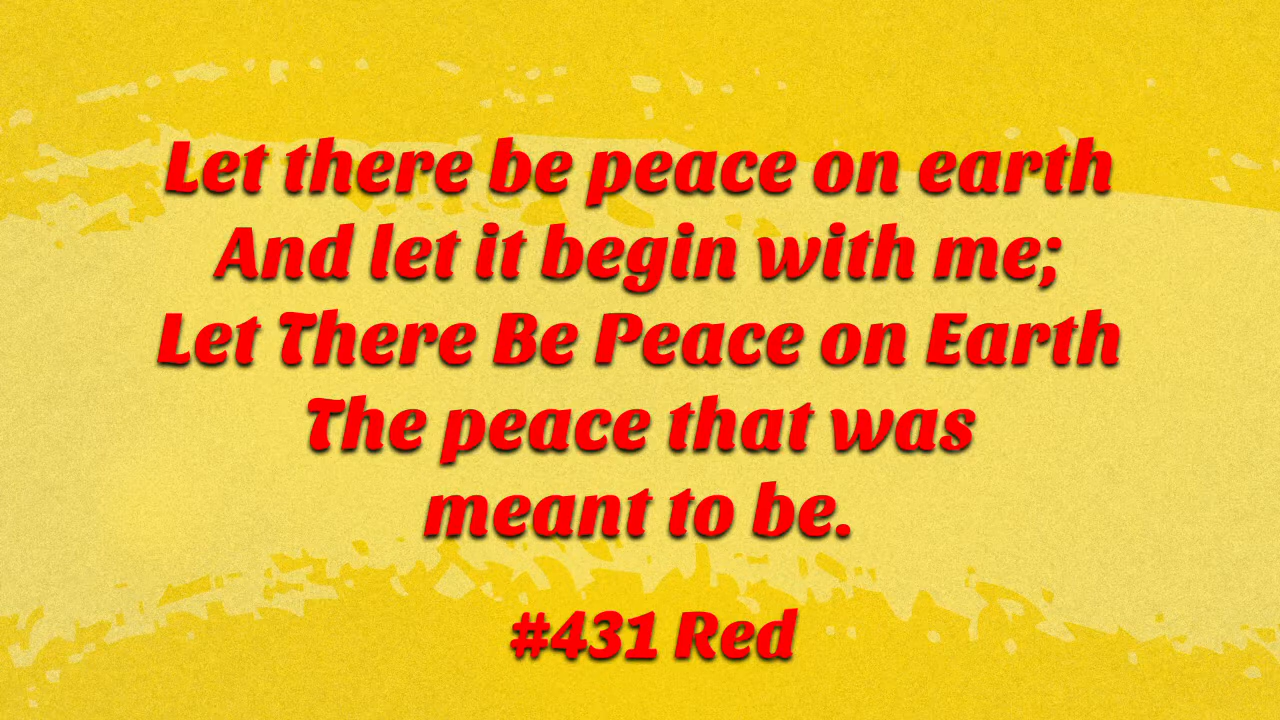 Let there be peace on earth
And let it begin with me;
Let There Be Peace on Earth
The peace that was
meant to be.
#431 Red